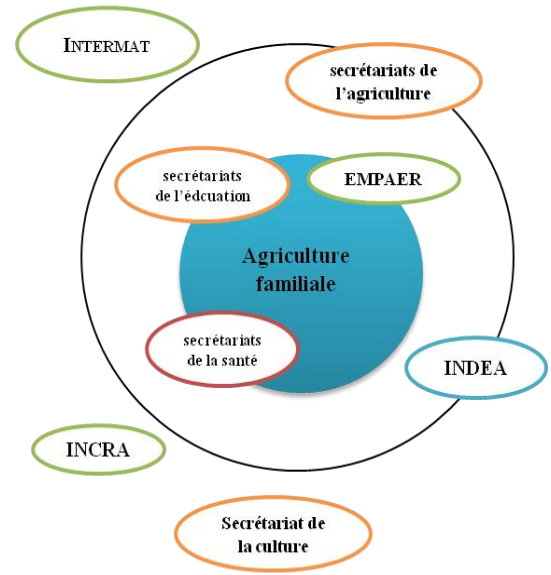 INTERMAT
secrétariats de
l'agriculture
secrétariats
de l'édcuation
EMPAER
Agriculture
familiale
secrétariats
de la santé
INDEA
INCRA
Secrétariat de
la culture